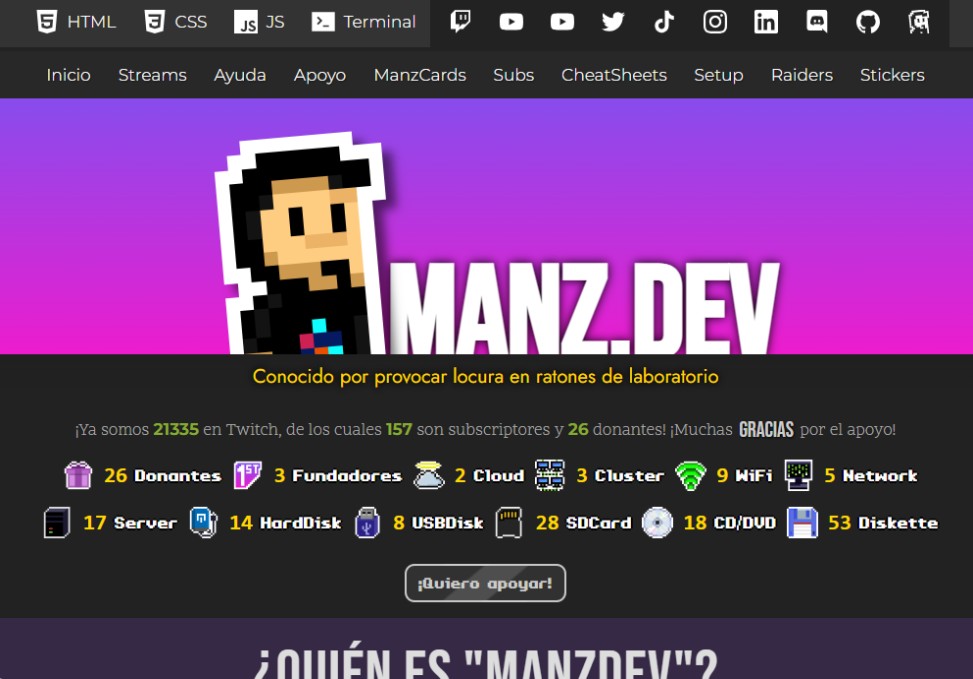 HTML CSS JS JS Terminal
Inicio Streams Ayuda Apoyo ManzCards Subs CheatSheets Setup Raiders Stickers
MANZ.DEV
Conocido por provocar locura en ratones de laboratorio
¡Ya somos 21335 en Twitch, de los cuales 157 son subscriptores y 26 donantes! ¡Muchas GRACIAS por el apoyo!
1ST 26 Donantes 3 Fundadores 2 Cloud 3 Cluster 9 WiFi 5 Network
17 Server 14 HardDisk 8 USBDisk 28 SDCard 18 CD/DVD 53 Diskette
¡Quiero apoyar!
¿QUIÉN ES "MANZDEV"?